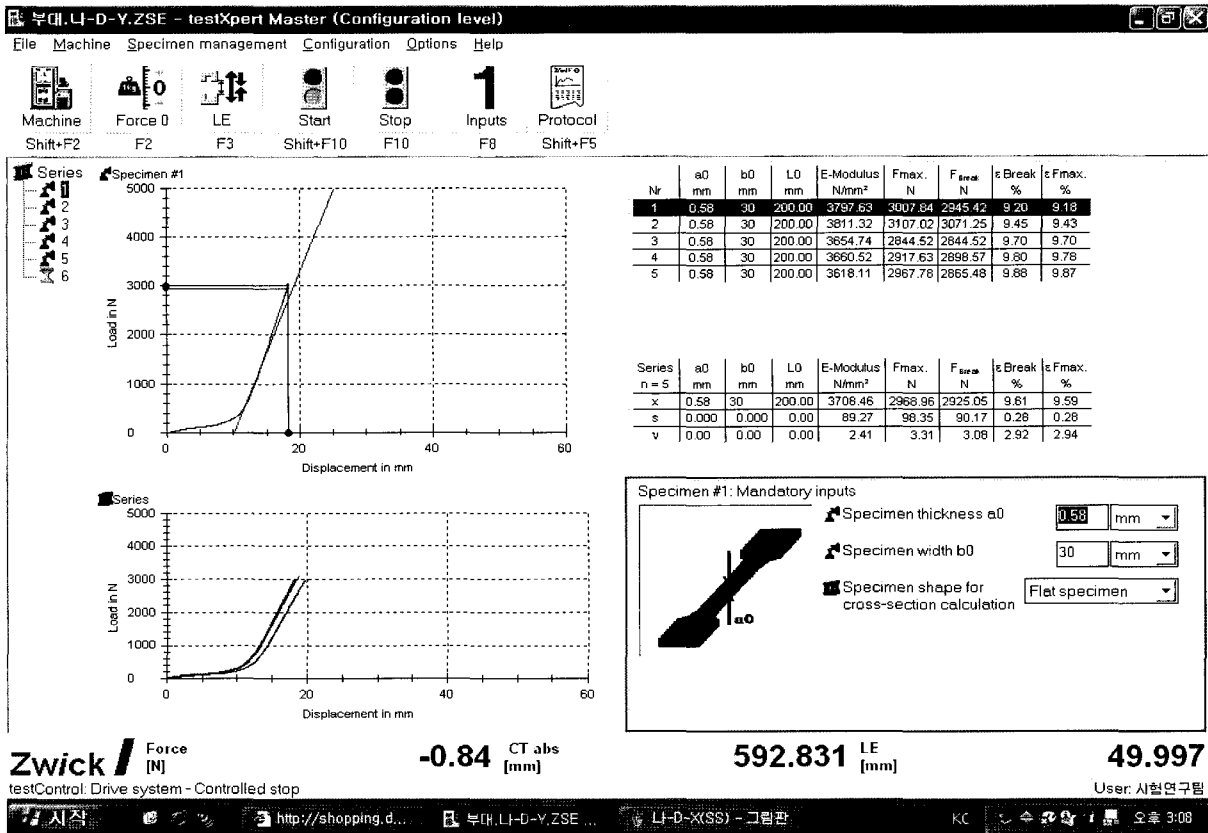 부대.나-D-Y.ZSE - testXpert Master (Configuration level)
File Machine Specimen management Configuration Options Help
Machine Force 0 LE Start Stop Inputs Protocol
Shift+F2 F2 F3 Shift+F10 F10 F8 Shift+F5
Series
1
2
3
4
5
6
Specimen #1
Load in N
5000
4000
3000
2000
1000
0
0 20 40 60
Displacement in mm
Series
Load in N
5000
4000
3000
2000
1000
0
0 20 40 60
Displacement in mm
a0 b0 L0 E-Modulus Fmax. F Break ε Break ε Fmax.
Nr mm mm mm N/mm² N N % %
1 0.58 30 200.00 3797.63 3007.84 2945.42 9.20 9.18
2 0.58 30 200.00 3811.32 3107.02 3071.25 9.45 9.43
3 0.58 30 200.00 3654.74 2844.52 2844.52 9.70 9.70
4 0.58 30 200.00 3660.52 2917.63 2898.57 9.80 9.78
5 0.58 30 200.00 3618.11 2967.78 2865.48 9.88 9.87
Series a0 b0 L0 E-Modulus Fmax. F Break ε Break ε Fmax.
n = 5 mm mm mm N/mm² N N % %
x̄ 0.58 30 200.00 3708.46 2968.96 2925.05 9.61 9.59
s 0.000 0.000 0.00 89.27 98.35 90.17 0.28 0.28
ν 0.00 0.00 0.00 2.41 3.31 3.08 2.92 2.94
Specimen #1: Mandatory inputs
a0
Specimen thickness a0 0.58 mm
Specimen width b0 30 mm
Specimen shape for Flat specimen
cross-section calculation
Zwick Force -0.84 CT abs 592.831 LE 49.997
[N] [mm] [mm]
testControl: Drive system - Controlled stop User: 시험연구팀
시작 http://shopping.d... 부대.나-D-Y.ZSE ... 나-D-X(SS) - 그림판 KC 오후 3:08